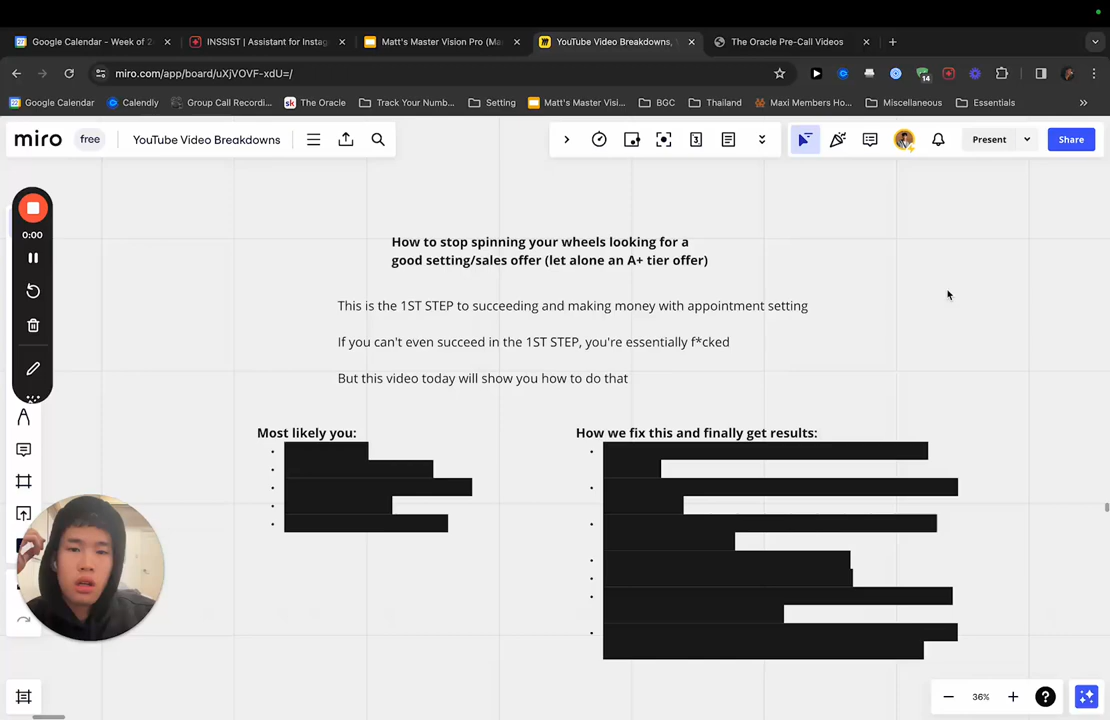 Google Calendar - Week of 2
INSSIST | Assistant for Instag
Matt's Master Vision Pro (Ma
YouTube Video Breakdowns,
The Oracle Pre-Call Videos
miro.com/app/board/uXjVOVF-xdU=/
14
Google Calendar
Calendly
Group Call Recordi...
sk The Oracle
Track Your Numb...
Setting
Matt's Master Visi...
BGC
Thailand
Maxi Members Ho...
Miscellaneous
Essentials
miro
free
YouTube Video Breakdowns
3
Present
Share
0:00
How to stop spinning your wheels looking for a
good setting/sales offer (let alone an A+ tier offer)
This is the 1ST STEP to succeeding and making money with appointment setting
If you can't even succeed in the 1ST STEP, you're essentially f*cked
But this video today will show you how to do that
Most likely you:
How we fix this and finally get results:
36%